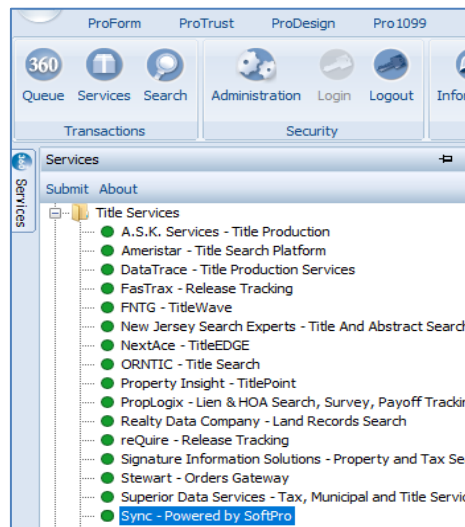 ProForm ProTrust ProDesign Pro1099
360
Queue Services Search Administration Login Logout
Transactions Security
Services
Services
Submit About
Title Services
A.S.K. Services - Title Production
Ameristar - Title Search Platform
DataTrace - Title Production Services
FasTrax - Release Tracking
FNTG - TitleWave
New Jersey Search Experts - Title And Abstract Search
NextAce - TitleEDGE
ORNTIC - Title Search
Property Insight - TitlePoint
PropLogix - Lien & HOA Search, Survey, Payoff
Realty Data Company - Land Records Search
reQuire - Release Tracking
Signature Information Solutions - Property and Tax
Stewart - Orders Gateway
Superior Data Services - Tax, Municipal and Title
Sync - Powered by SoftPro